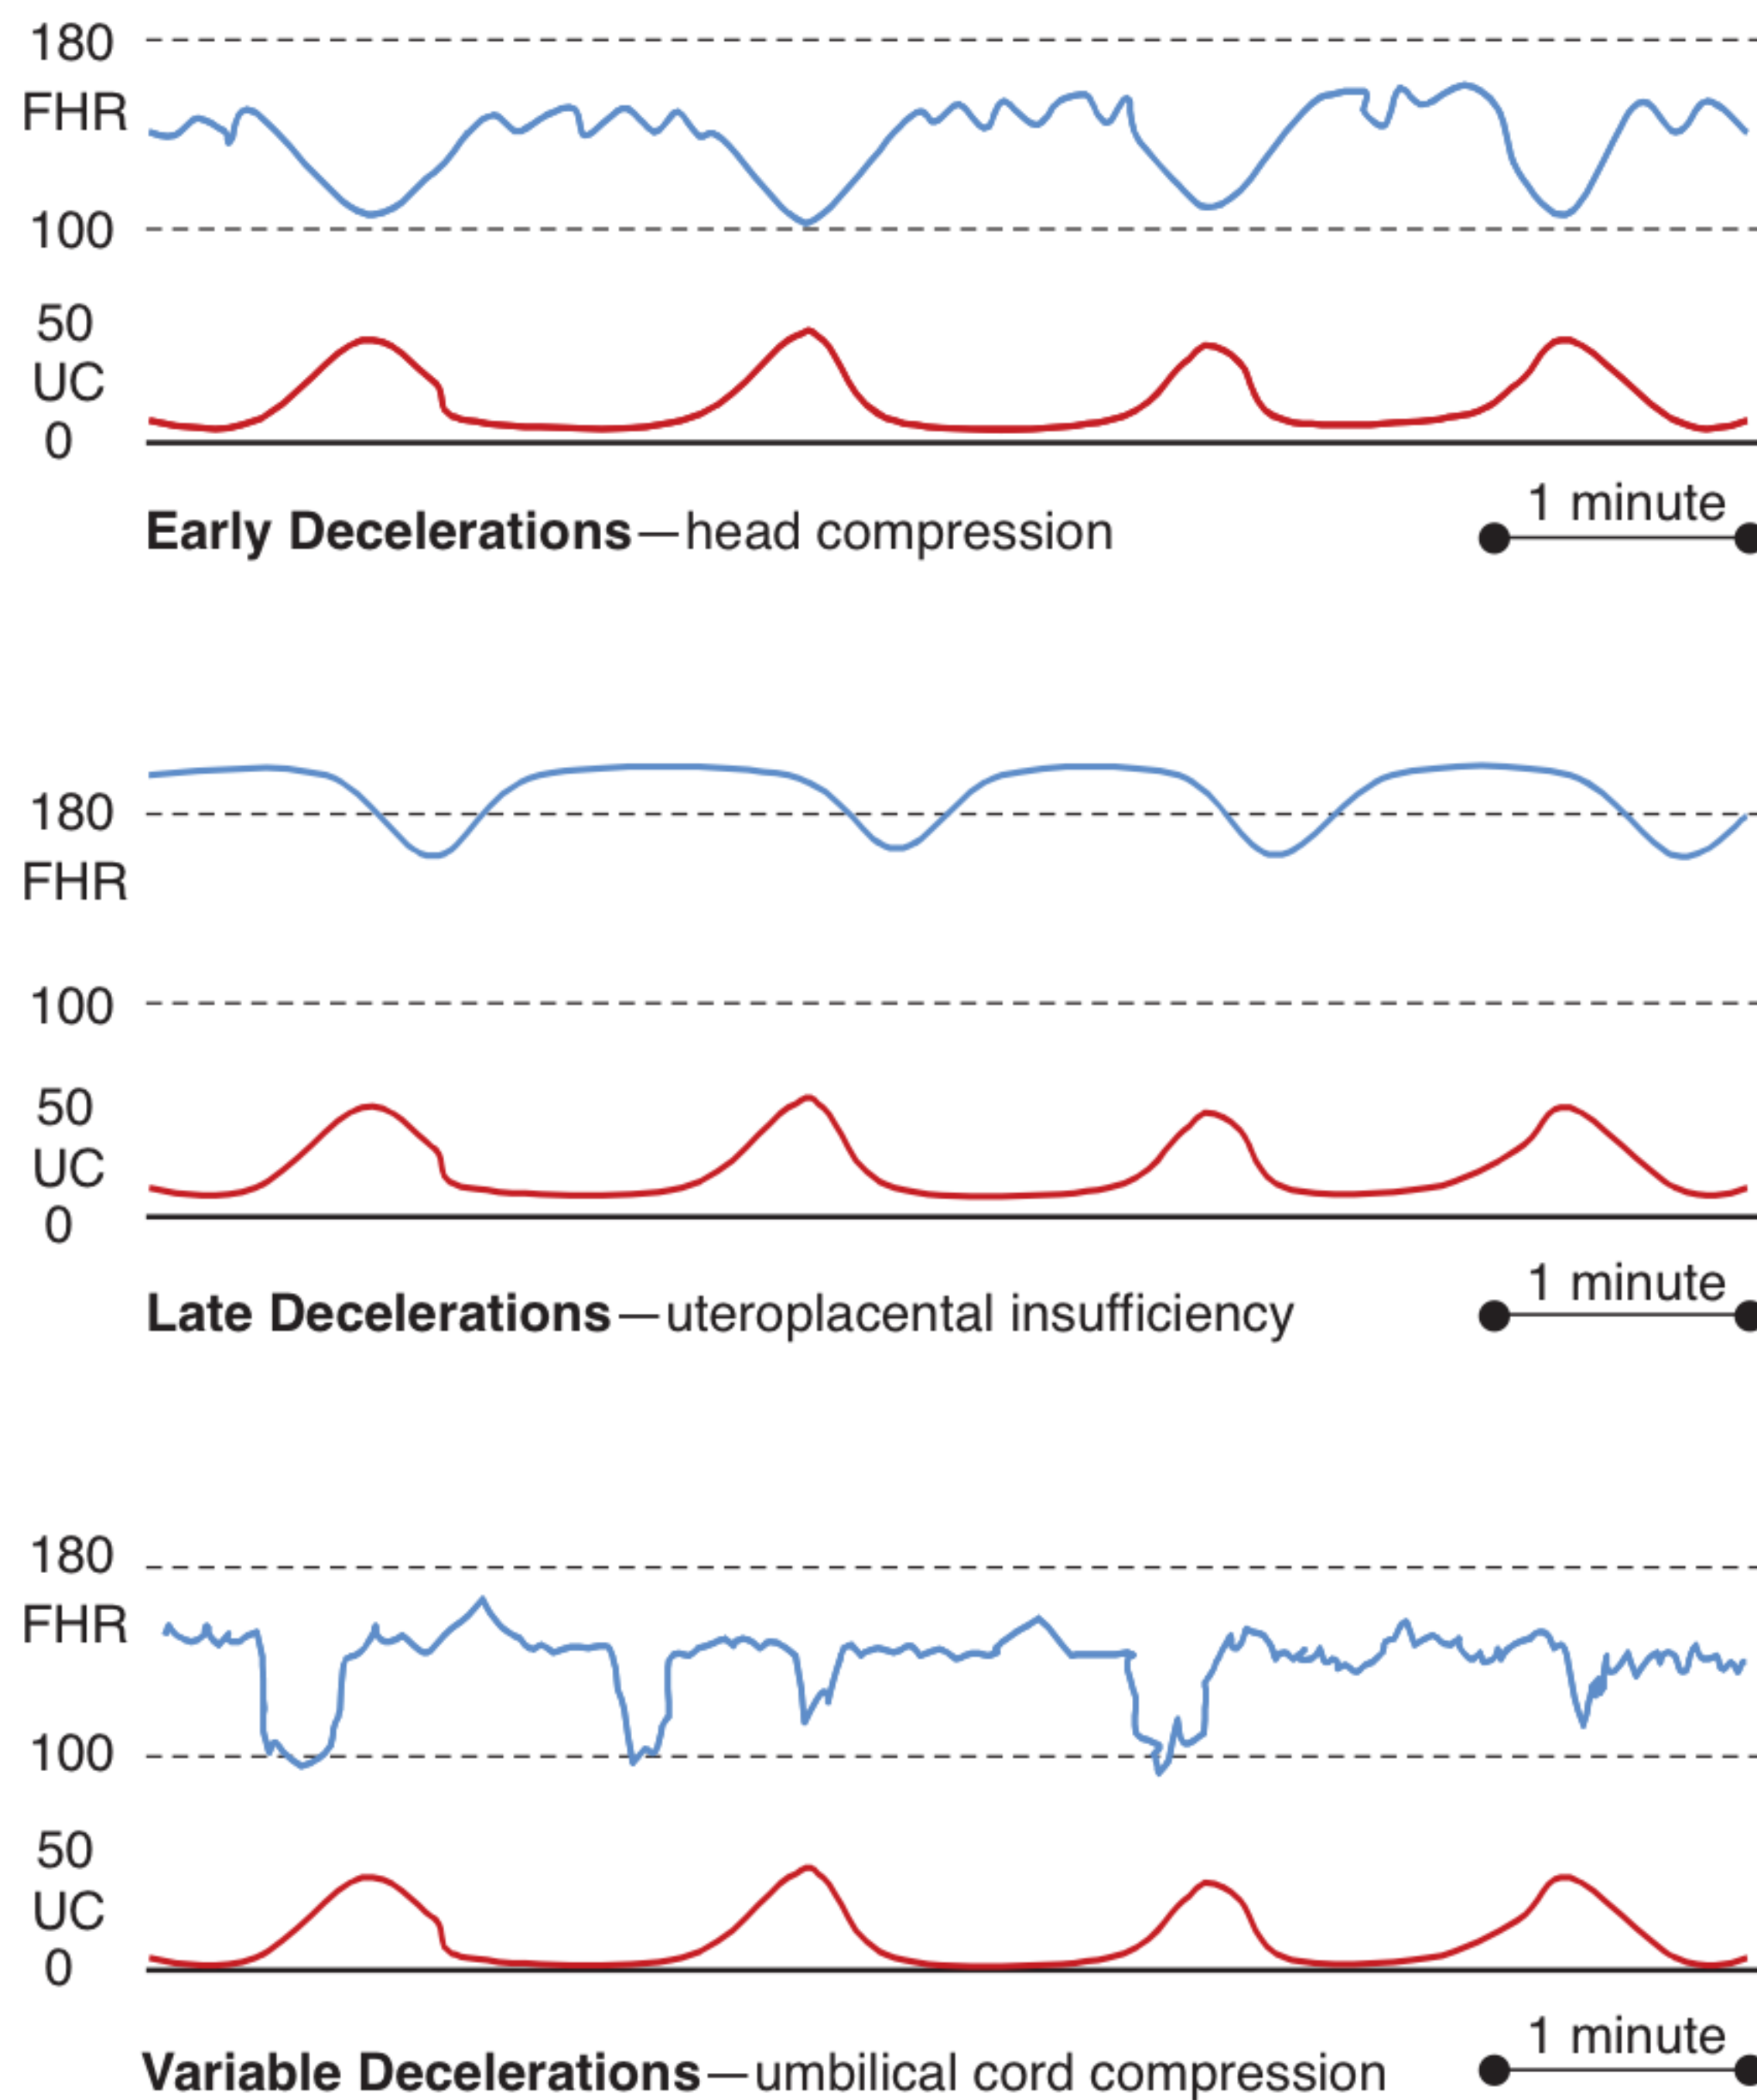 180
FHR
100
50
UC
0
Early Decelerations—head compression
1 minute
180
FHR
100
50
UC
0
Late Decelerations—uteroplacental insufficiency
1 minute
180
FHR
100
50
UC
0
Variable Decelerations—umbilical cord compression
1 minute